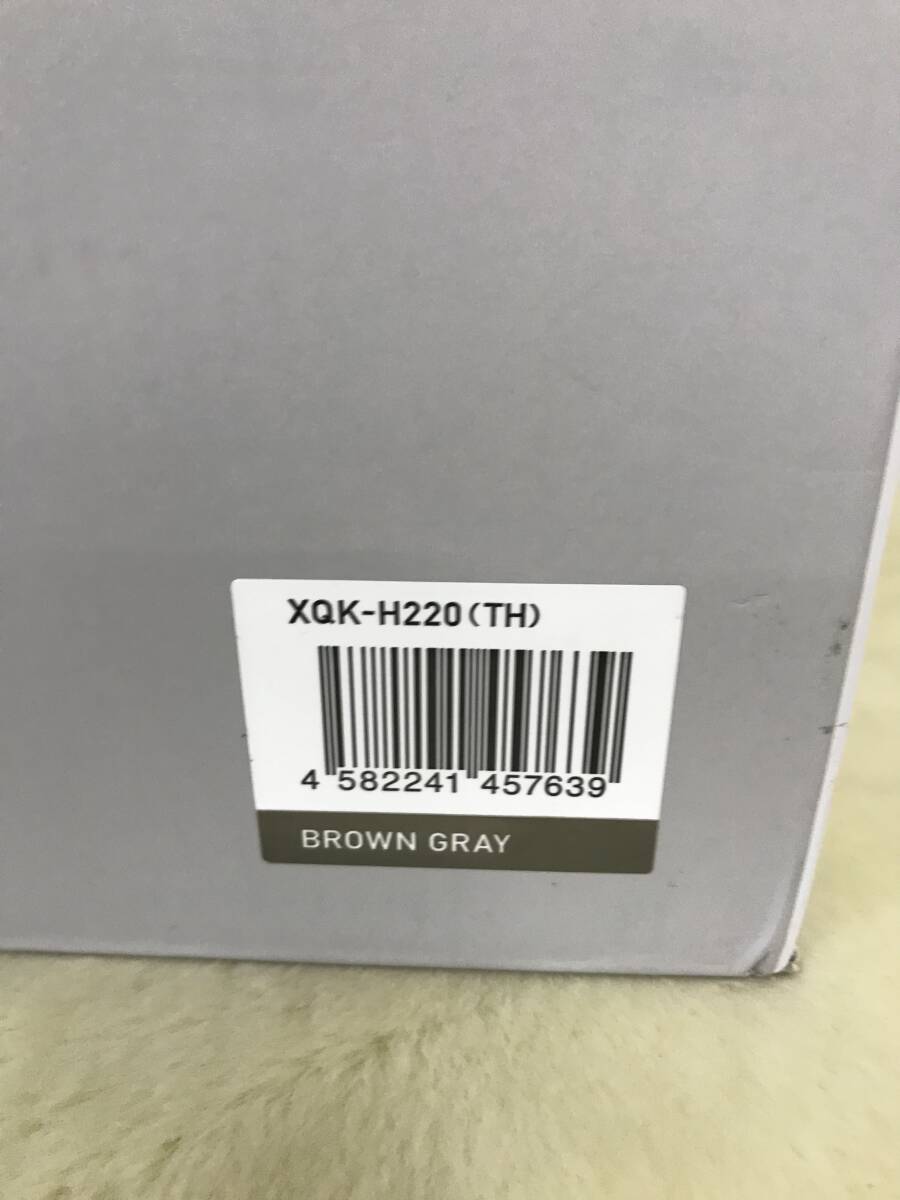 XQK-H220(TH)
4 582241 457639
BROWN GRAY